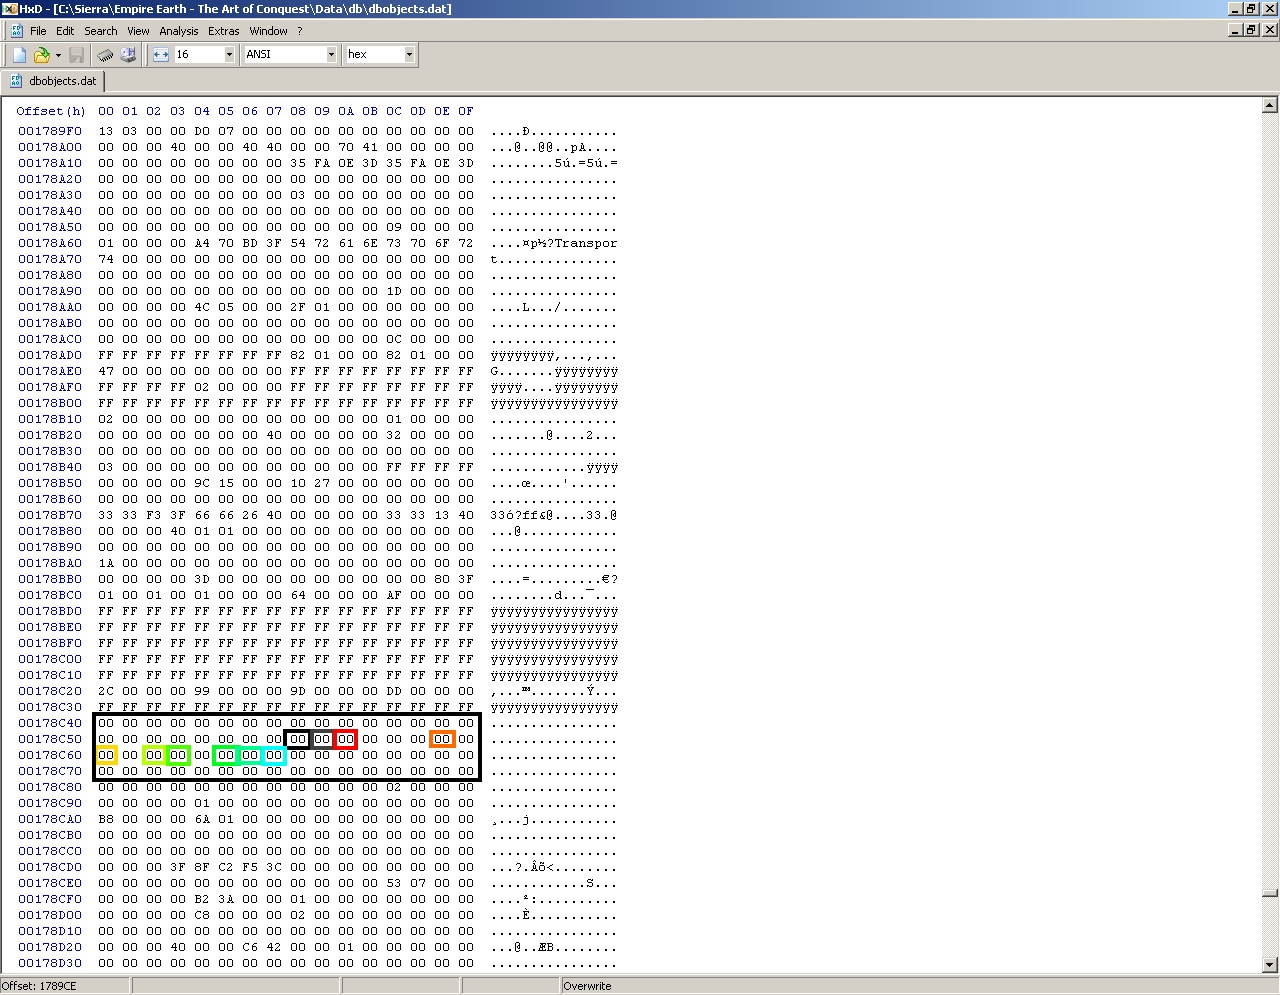 HxD - [C:\Sierra\Empire Earth - The Art of Conquest\Data\db\dbobjects.dat]
File Edit Search View Analysis Extras Window ?
16 ANSI hex
dbobjects.dat
Offset(h) 00 01 02 03 04 05 06 07 08 09 0A 0B 0C 0D 0E 0F
001789F0 13 03 00 00 D0 07 00 00 00 00 00 00 00 00 00 00 ....Ð...........
00178A00 00 00 00 40 00 00 40 40 00 00 70 41 00 00 00 00 ...@..@@..pA....
00178A10 00 00 00 00 00 00 00 00 35 FA 0E 3D 35 FA 0E 3D ........5ú.=5ú.=
00178A20 00 00 00 00 00 00 00 00 00 00 00 00 00 00 00 00 ................
00178A30 00 00 00 00 00 00 00 00 03 00 00 00 00 00 00 00 ................
00178A40 00 00 00 00 00 00 00 00 00 00 00 00 00 00 00 00 ................
00178A50 00 00 00 00 00 00 00 00 00 00 00 00 09 00 00 00 ................
00178A60 01 00 00 00 A4 70 BD 3F 54 72 61 6E 73 70 6F 72 ....¤p½?Transpor
00178A70 74 00 00 00 00 00 00 00 00 00 00 00 00 00 00 00 t...............
00178A80 00 00 00 00 00 00 00 00 00 00 00 00 00 00 00 00 ................
00178A90 00 00 00 00 00 00 00 00 00 00 00 00 1D 00 00 00 ................
00178AA0 00 00 00 00 4C 05 00 00 2F 01 00 00 00 00 00 00 ....L.../.......
00178AB0 00 00 00 00 00 00 00 00 00 00 00 00 00 00 00 00 ................
00178AC0 00 00 00 00 00 00 00 00 00 00 00 00 0C 00 00 00 ................
00178AD0 FF FF FF FF FF FF FF FF 82 01 00 00 82 01 00 00 ÿÿÿÿÿÿÿÿ‚...‚...
00178AE0 47 00 00 00 00 00 00 00 FF FF FF FF FF FF FF FF G.......ÿÿÿÿÿÿÿÿ
00178AF0 FF FF FF FF 02 00 00 00 FF FF FF FF FF FF FF FF ÿÿÿÿ....ÿÿÿÿÿÿÿÿ
00178B00 FF FF FF FF FF FF FF FF FF FF FF FF FF FF FF FF ÿÿÿÿÿÿÿÿÿÿÿÿÿÿÿÿ
00178B10 02 00 00 00 00 00 00 00 00 00 00 00 01 00 00 00 ................
00178B20 00 00 00 00 00 00 00 40 00 00 00 00 32 00 00 00 .......@....2...
00178B30 00 00 00 00 00 00 00 00 00 00 00 00 00 00 00 00 ................
00178B40 03 00 00 00 00 00 00 00 00 00 00 00 FF FF FF FF ............ÿÿÿÿ
00178B50 00 00 00 00 9C 15 00 00 10 27 00 00 00 00 00 00 ....œ....'......
00178B60 00 00 00 00 00 00 00 00 00 00 00 00 00 00 00 00 ................
00178B70 33 33 F3 3F 66 66 26 40 00 00 00 00 33 33 13 40 33ó?ff&@....33.@
00178B80 00 00 00 40 01 01 00 00 00 00 00 00 00 00 00 00 ...@............
00178B90 00 00 00 00 00 00 00 00 00 00 00 00 00 00 00 00 ................
00178BA0 1A 00 00 00 00 00 00 00 00 00 00 00 00 00 00 00 ................
00178BB0 00 00 00 00 3D 00 00 00 00 00 00 00 00 00 80 3F ....=.........€?
00178BC0 01 00 01 00 01 00 00 00 64 00 00 00 AF 00 00 00 ........d...¯...
00178BD0 FF FF FF FF FF FF FF FF FF FF FF FF FF FF FF FF ÿÿÿÿÿÿÿÿÿÿÿÿÿÿÿÿ
00178BE0 FF FF FF FF FF FF FF FF FF FF FF FF FF FF FF FF ÿÿÿÿÿÿÿÿÿÿÿÿÿÿÿÿ
00178BF0 FF FF FF FF FF FF FF FF FF FF FF FF FF FF FF FF ÿÿÿÿÿÿÿÿÿÿÿÿÿÿÿÿ
00178C00 FF FF FF FF FF FF FF FF FF FF FF FF FF FF FF FF ÿÿÿÿÿÿÿÿÿÿÿÿÿÿÿÿ
00178C10 FF FF FF FF FF FF FF FF FF FF FF FF FF FF FF FF ÿÿÿÿÿÿÿÿÿÿÿÿÿÿÿÿ
00178C20 2C 00 00 00 99 00 00 00 9D 00 00 00 DD 00 00 00 ,...™.......Ý...
00178C30 FF FF FF FF FF FF FF FF FF FF FF FF FF FF FF FF ÿÿÿÿÿÿÿÿÿÿÿÿÿÿÿÿ
00178C40 00 00 00 00 00 00 00 00 00 00 00 00 00 00 00 00 ................
00178C50 00 00 00 00 00 00 00 00 00 00 00 00 00 00 00 00 ................
00178C60 00 00 00 00 00 00 00 00 00 00 00 00 00 00 00 00 ................
00178C70 00 00 00 00 00 00 00 00 00 00 00 00 00 00 00 00 ................
00178C80 00 00 00 00 00 00 00 00 00 00 00 00 02 00 00 00 ................
00178C90 00 00 00 00 01 00 00 00 00 00 00 00 00 00 00 00 ................
00178CA0 B8 00 00 00 6A 01 00 00 00 00 00 00 00 00 00 00 ¸...j...........
00178CB0 00 00 00 00 00 00 00 00 00 00 00 00 00 00 00 00 ................
00178CC0 00 00 00 00 00 00 00 00 00 00 00 00 00 00 00 00 ................
00178CD0 00 00 00 3F 8F C2 F5 3C 00 00 00 00 00 00 00 00 ...?.Âõ<........
00178CE0 00 00 00 00 00 00 00 00 00 00 00 00 53 07 00 00 ............S...
00178CF0 00 00 00 00 B2 3A 00 00 01 00 00 00 00 00 00 00 ....²:..........
00178D00 00 00 00 00 C8 00 00 00 02 00 00 00 00 00 00 00 ....È...........
00178D10 00 00 00 00 00 00 00 00 00 00 00 00 00 00 00 00 ................
00178D20 00 00 00 40 00 00 C6 42 00 00 01 00 00 00 00 00 ...@..ÆB........
00178D30 00 00 00 00 00 00 00 00 00 00 00 00 00 00 00 00 ................
Offset: 1789CE Overwrite